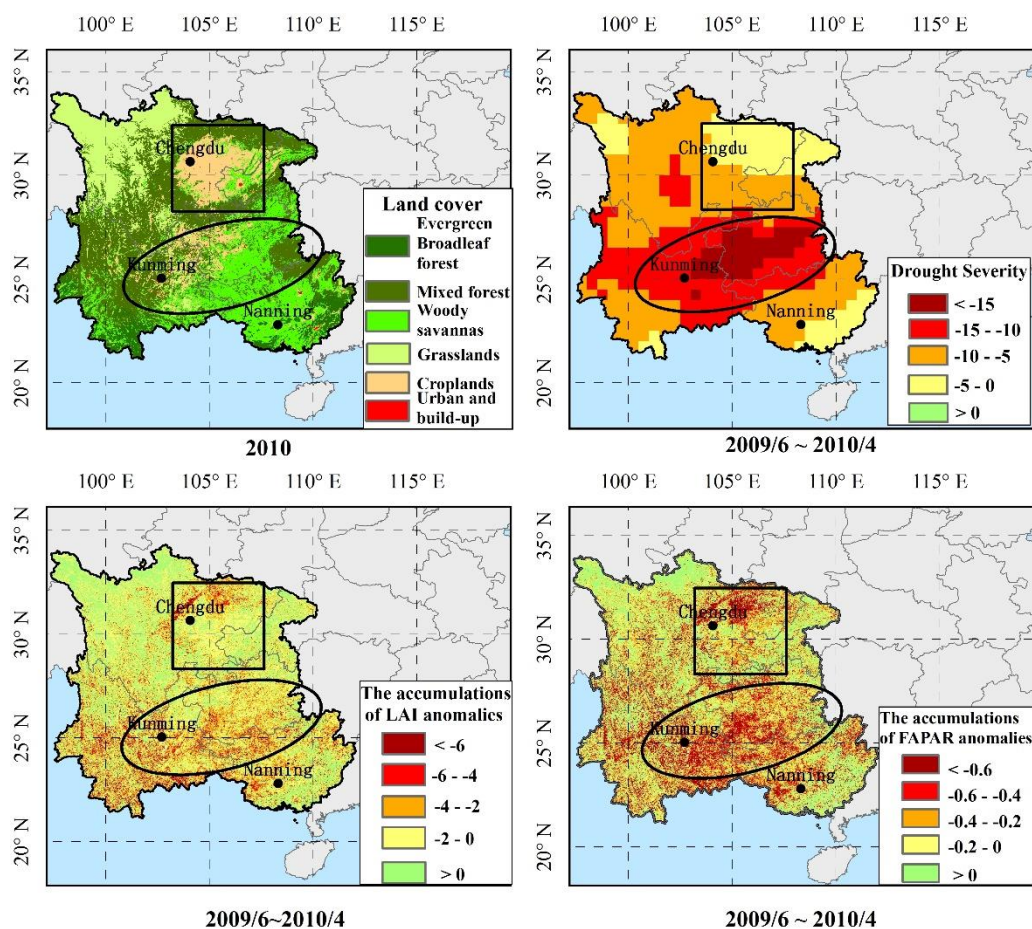 100° E 105° E 110° E 115° E
35° N
30° N
25° N
20° N
Chengdu
Kunming
Nanning
Land cover
Evergreen
Broadleaf
forest
Mixed forest
Woody
savannas
Grasslands
Croplands
Urban and
build-up
2010
100° E 105° E 110° E 115° E
35° N
30° N
25° N
20° N
Chengdu
Kunming
Nanning
Drought Severity
< -15
-15 - -10
-10 - -5
-5 - 0
> 0
2009/6 ~ 2010/4
100° E 105° E 110° E 115° E
35° N
30° N
25° N
20° N
Chengdu
Kunming
Nanning
The accumulations
of LAI anomalies
< -6
-6 - -4
-4 - -2
-2 - 0
> 0
2009/6~2010/4
100° E 105° E 110° E 115° E
35° N
30° N
25° N
20° N
Chengdu
Kunming
Nanning
The accumulations
of FAPAR anomalies
< -0.6
-0.6 - -0.4
-0.4 - -0.2
-0.2 - 0
> 0
2009/6 ~ 2010/4